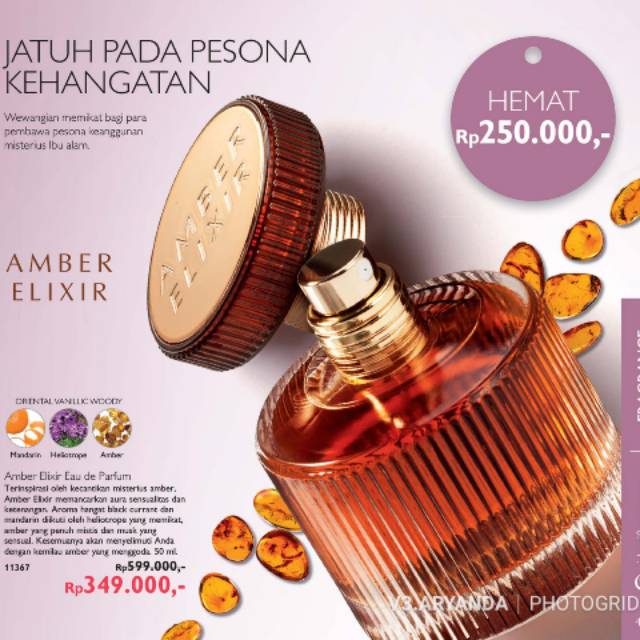 JATUH PADA PESONA
KEHANGATAN
Wewangian memikat bagi para
pembawa pesona keanggunan
misterius Ibu alam.
HEMAT
Rp250.000,-
AMBER
ELIXIR
AMBER
ELIXIR
ORIENTAL VANILLIC WOODY
Mandarin Heliotrope Amber
Amber Elixir Eau de Parfum
Terinspirasi oleh kecantikan misterius amber,
Amber Elixir memancarkan aura sensualitas dan
ketenangan. Aroma hangat black currant dan
mandarin diikuti oleh heliotrope yang memikat,
amber yang penuh mistis dan musk yang
sensual. Kesemuanya akan menyelimuti Anda
dengan kemilau amber yang menggoda. 50 ml.
11367 Rp599.000,-
Rp349.000,-
V3.ARYANDA | PHOTOGRID